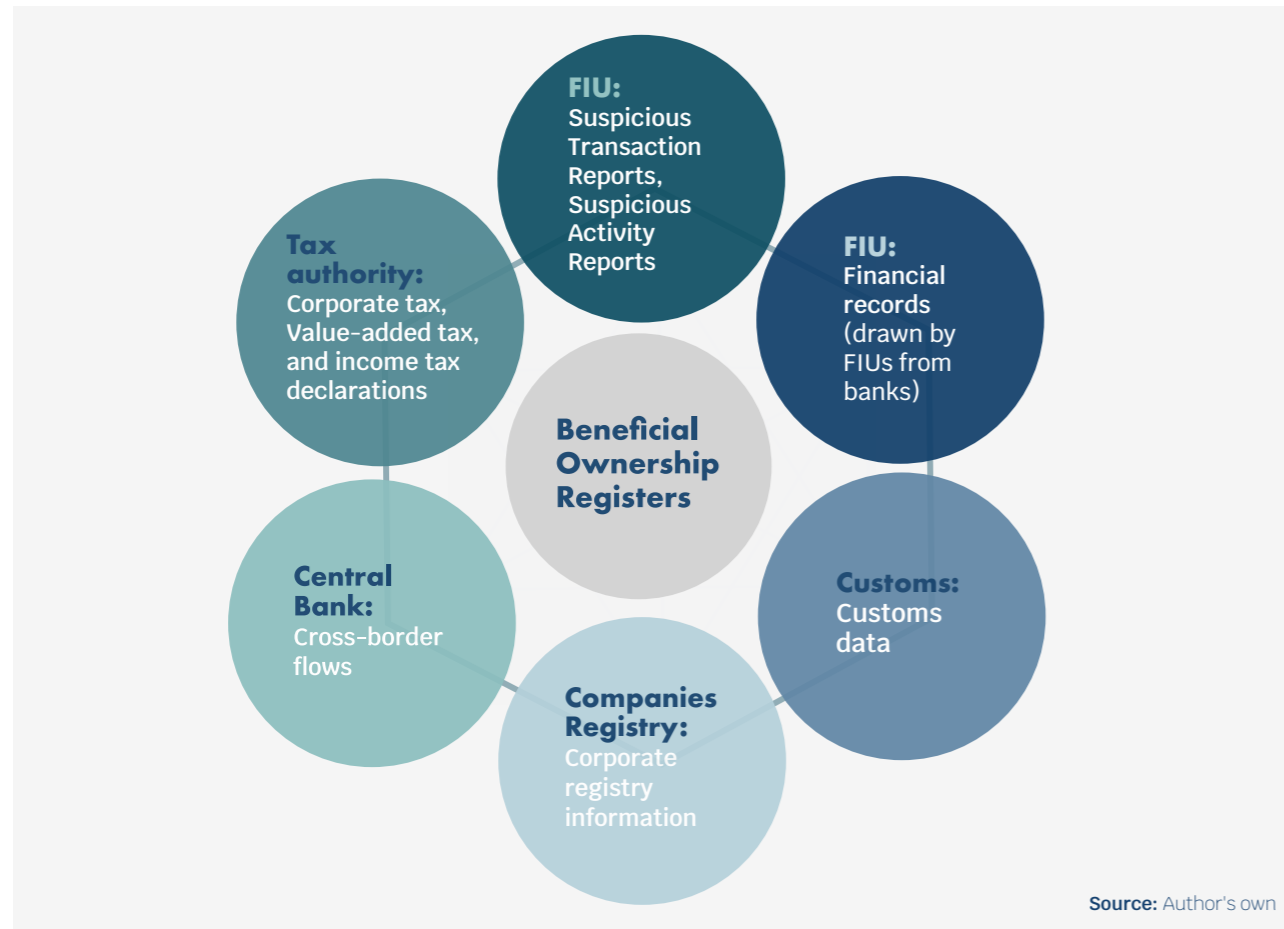 FIU:
Suspicious
Transaction
Reports,
Suspicious
Activity
Reports
FIU:
Financial
records
(drawn by
FIUs from
banks)
Tax
authority:
Corporate tax,
Value-added tax,
and income tax
declarations
Beneficial
Ownership
Registers
Central
Bank:
Cross-border
flows
Customs:
Customs
data
Companies
Registry:
Corporate
registry
information
Source: Author's own